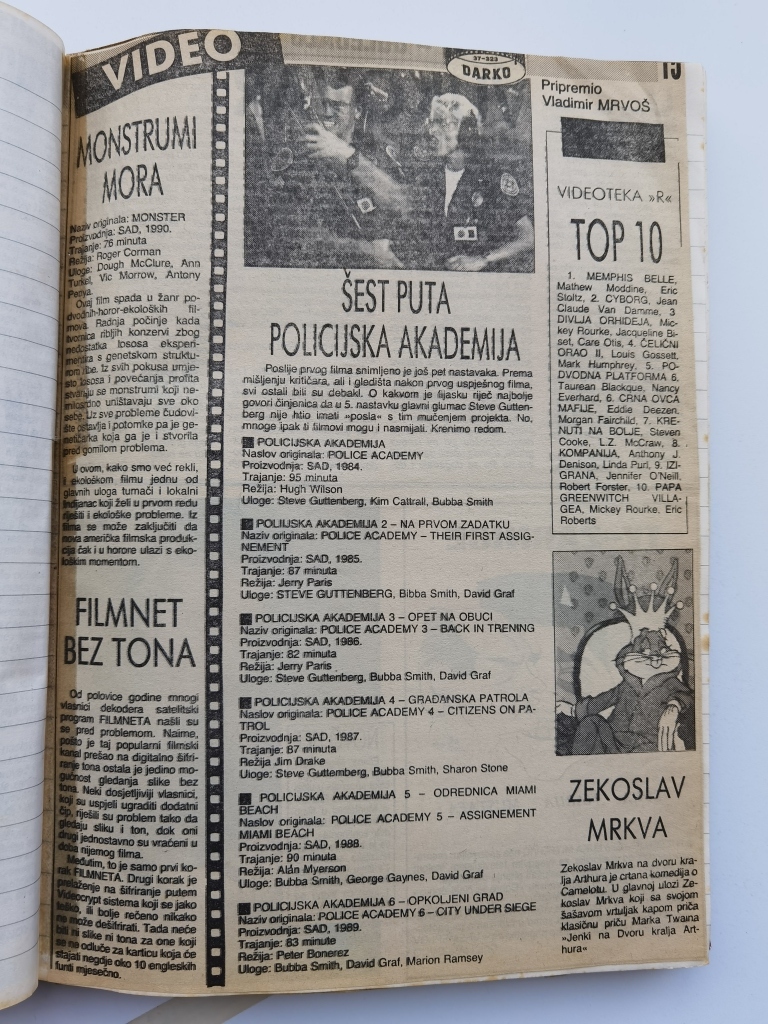 VIDEO
37-323
DARKO
15
Pripremio
Vladimir MRVOŠ
MONSTRUMI
MORA
Naziv originala: MONSTER
Proizvodnja: SAD, 1990.
Trajanje: 76 minuta
Režija: Roger Corman
Uloge: Dough McClure, Ann
Turkel, Vic Morrow, Antony
Penya.
Ovaj film spada u žanr po-
dvodnih-horor-ekoloških fil-
mova. Radnja počinje kada
tvornica ribljih konzervi zbog
nedostatka lososa eksperi-
mentira s genetskom struktu-
rom ribe. Iz svih pokusa umje-
sto lososa i povećanja profita
stvaraju se monstrumi koji ne-
milosrdno uništavaju sve oko
sebe. Uz sve probleme čudovi-
šte ostavlja i potomke pa je ge-
netičarka koja ga je i stvorila
pred gomilom problema.
U ovom, kako smo već rekli,
i ekološkom filmu jednu od
glavnih uloga tumači i lokalni
Indijanac koji želi u prvom redu
riješiti i ekološke probleme. Iz
filma se može zaključiti da
nova američka filmska produk-
cija čak i u horore ulazi s eko-
loškim momentom.
FILMNET
BEZ TONA
Od polovice godine mnogi
vlasnici dekodera satelitski
program FILMNETA našli su
se pred problemom. Naime,
pošto je taj popularni filmski
kanal prešao na digitalno šifri-
ranje tona ostala je jedino mo-
gućnost gledanja slike bez
tona. Neki dosjetljiviji vlasnici,
koji su uspjeli ugraditi dodatni
čip, riješili su problem tako da
gledaju sliku i ton, dok oni
drugi jednostavno su vraćeni u
doba nijemog filma.
Međutim, to je samo prvi ko-
rak FILMNETA. Drugi korak je
prelaženje na šifriranje putem
Videocrypt sistema koji se jako
teško, ili bolje rečeno nikako
ne može dešifrirati. Tada neće
biti ni slike ni tona za one koji
se ne odluče za karticu koja će
stajati negdje oko 10 engleskih
funti mjesečno.
ŠEST PUTA
POLICIJSKA AKADEMIJA
Poslije prvog filma snimljeno je još pet nastavaka. Prema
mišljenju kritičara, ali i gledišta nakon prvog uspješnog filma,
svi ostali bili su debakl. O kakvom je fijasku riječ najbolje
govori činjenica da u 5. nastavku glavni glumac Steve Gutten-
berg nije htio imati »posla« s tim mučenjem projekta. No,
mnoge ipak ti filmovi mogu i nasmijati. Krenimo redom.
POLICIJSKA AKADEMIJA
Naslov originala: POLICE ACADEMY
Proizvodnja: SAD, 1984.
Trajanje: 95 minuta
Režija: Hugh Wilson
Uloge: Steve Guttenberg, Kim Cattrall, Bubba Smith
POLIIJSKA AKADEMIJA 2 – NA PRVOM ZADATKU
Naziv originala: POLICE ACADEMY – THEIR FIRST ASSIG-
NEMENT
Proizvodnja: SAD, 1985.
Trajanje: 87 minuta
Režija: Jerry Paris
Uloge: STEVE GUTTENBERG, Bibba Smith, David Graf
POLICIJSKA AKADEMIJA 3 – OPET NA OBUCI
Naziv originala: POLICE ACADEMY 3 – BACK IN TRENING
Proizvodnja: SAD, 1986.
Trajanje: 82 minuta
Režija: Jerry Paris
Uloge: Steve Guttenberg, Bubba Smith, David Graf
POLICIJSKA AKADEMIJA 4 – GRAĐANSKA PATROLA
Naslov originala: POLICE ACADEMY 4 – CITIZENS ON PA-
TROL
Proizvodnja: SAD, 1987.
Trajanje: 87 minuta
Režija Jim Drake
Uloge: Steve Guttemberg, Bubba Smith, Sharon Stone
POLICIJSKA AKADEMIJA 5 – ODREDNICA MIAMI
BEACH
Naslov originala: POLICE ACADEMY 5 – ASSIGNEMENT
MIAMI BEACH
Proizvodnja: SAD, 1988.
Trajanje: 90 minuta
Režija: Alan Myerson
Uloge: Bubba Smith, George Gaynes, David Graf
POLICIJSKA AKADEMIJA 6 – OPKOLJENI GRAD
Naziv originala: POLICE ACADEMY 6 – CITY UNDER SIEGE
Proizvodnja: SAD, 1989.
Trajanje: 83 minute
Režija: Peter Bonerez
Uloge: Bubba Smith, David Graf, Marion Ramsey
VIDEOTEKA »R«
TOP 10
1. MEMPHIS BELLE,
Mathew Moddine, Eric
Stoltz, 2. CYBORG, Jean
Claude Van Damme, 3
DIVLJA ORHIDEJA, Mic-
key Rourke, Jacqueline Bi-
set, Care Otis, 4. ČELIČNI
ORAO II, Louis Gossett,
Mark Humphrey, 5. PO-
DVODNA PLATFORMA 6,
Taurean Blackque, Nancy
Everhard, 6. CRNA OVCA
MAFIJE, Eddie Deezen,
Morgan Fairchild, 7. KRE-
NUTI NA BOLJE, Steven
Cooke, L.Z. McCraw, 8.
KOMPANIJA, Anthony J.
Denison, Linda Purl, 9. IZI-
GRANA, Jennifer O'Neill,
Robert Forster, 10. PAPA
GREENWITCH VILLA-
GEA, Mickey Rourke, Eric
Roberts
ZEKOSLAV
MRKVA
Zekoslav Mrkva na dvoru kra-
lja Arthura je crtana komedija o
Camelotu. U glavnoj ulozi Ze-
koslav Mrkva koji sa svojom
šašavom vrtuljak kapom priča
klasičnu priču Marka Twaina
»Jenki na Dvoru kralja Art-
hura«